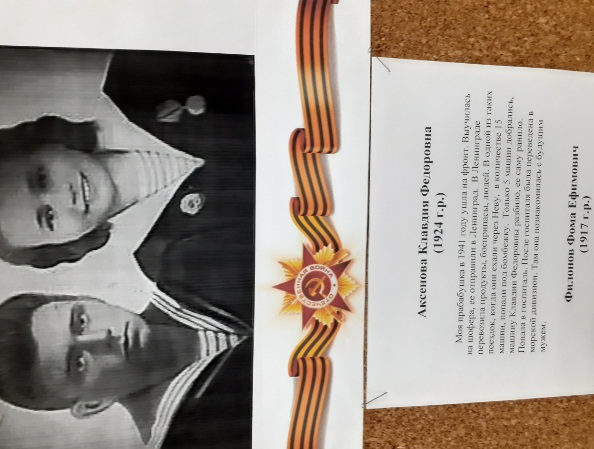 Аксенова Клавдия Федоровна
(1924 г.р.)
Моя прабабушка в 1941 году ушла на фронт. Выучилась
на шофера, ее отправили в Ленинград. В Ленинграде
перевозила продукты, боеприпасы, людей. В одной из таких
поездок, когда они ехали через Неву, в количестве 15
машин, попали под бомбежку. Только 5 машин добрались,
машину Клавдии Федоровны разбило, ее саму ранило.
Попала в госпиталь. После госпиталя была переведена в
морской дивизион. Там она познакомилась с будущим
мужем.
Филонов Фома Ефимович
(1917 г.р.)